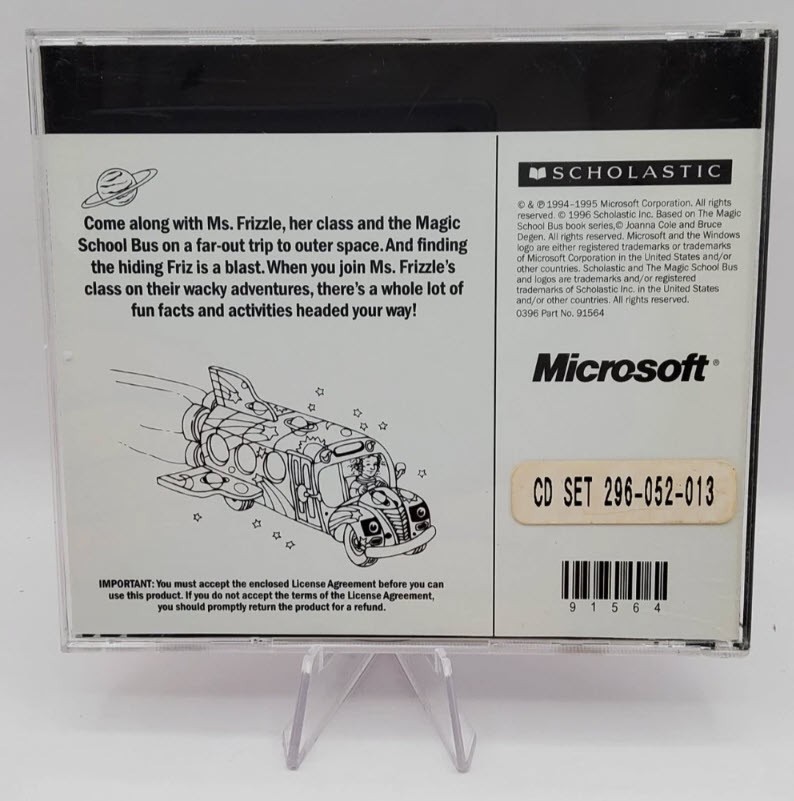 Come along with Ms. Frizzle, her class and the Magic
School Bus on a far-out trip to outer space. And finding
the hiding Friz is a blast. When you join Ms. Frizzle's
class on their wacky adventures, there's a whole lot of
fun facts and activities headed your way!
IMPORTANT: You must accept the enclosed License Agreement before you can
use this product. If you do not accept the terms of the License Agreement,
you should promptly return the product for a refund.
SCHOLASTIC
© & ℗ 1994-1995 Microsoft Corporation. All rights
reserved. © 1996 Scholastic Inc. Based on The Magic
School Bus book series,© Joanna Cole and Bruce
Degen. All rights reserved. Microsoft and the Windows
logo are either registered trademarks or trademarks
of Microsoft Corporation in the United States and/or
other countries. Scholastic and The Magic School Bus
and logos are trademarks and/or registered
trademarks of Scholastic Inc. in the United States
and/or other countries. All rights reserved.
0396 Part No. 91564
Microsoft®
CD SET 296-052-013
9 1 5 6 4